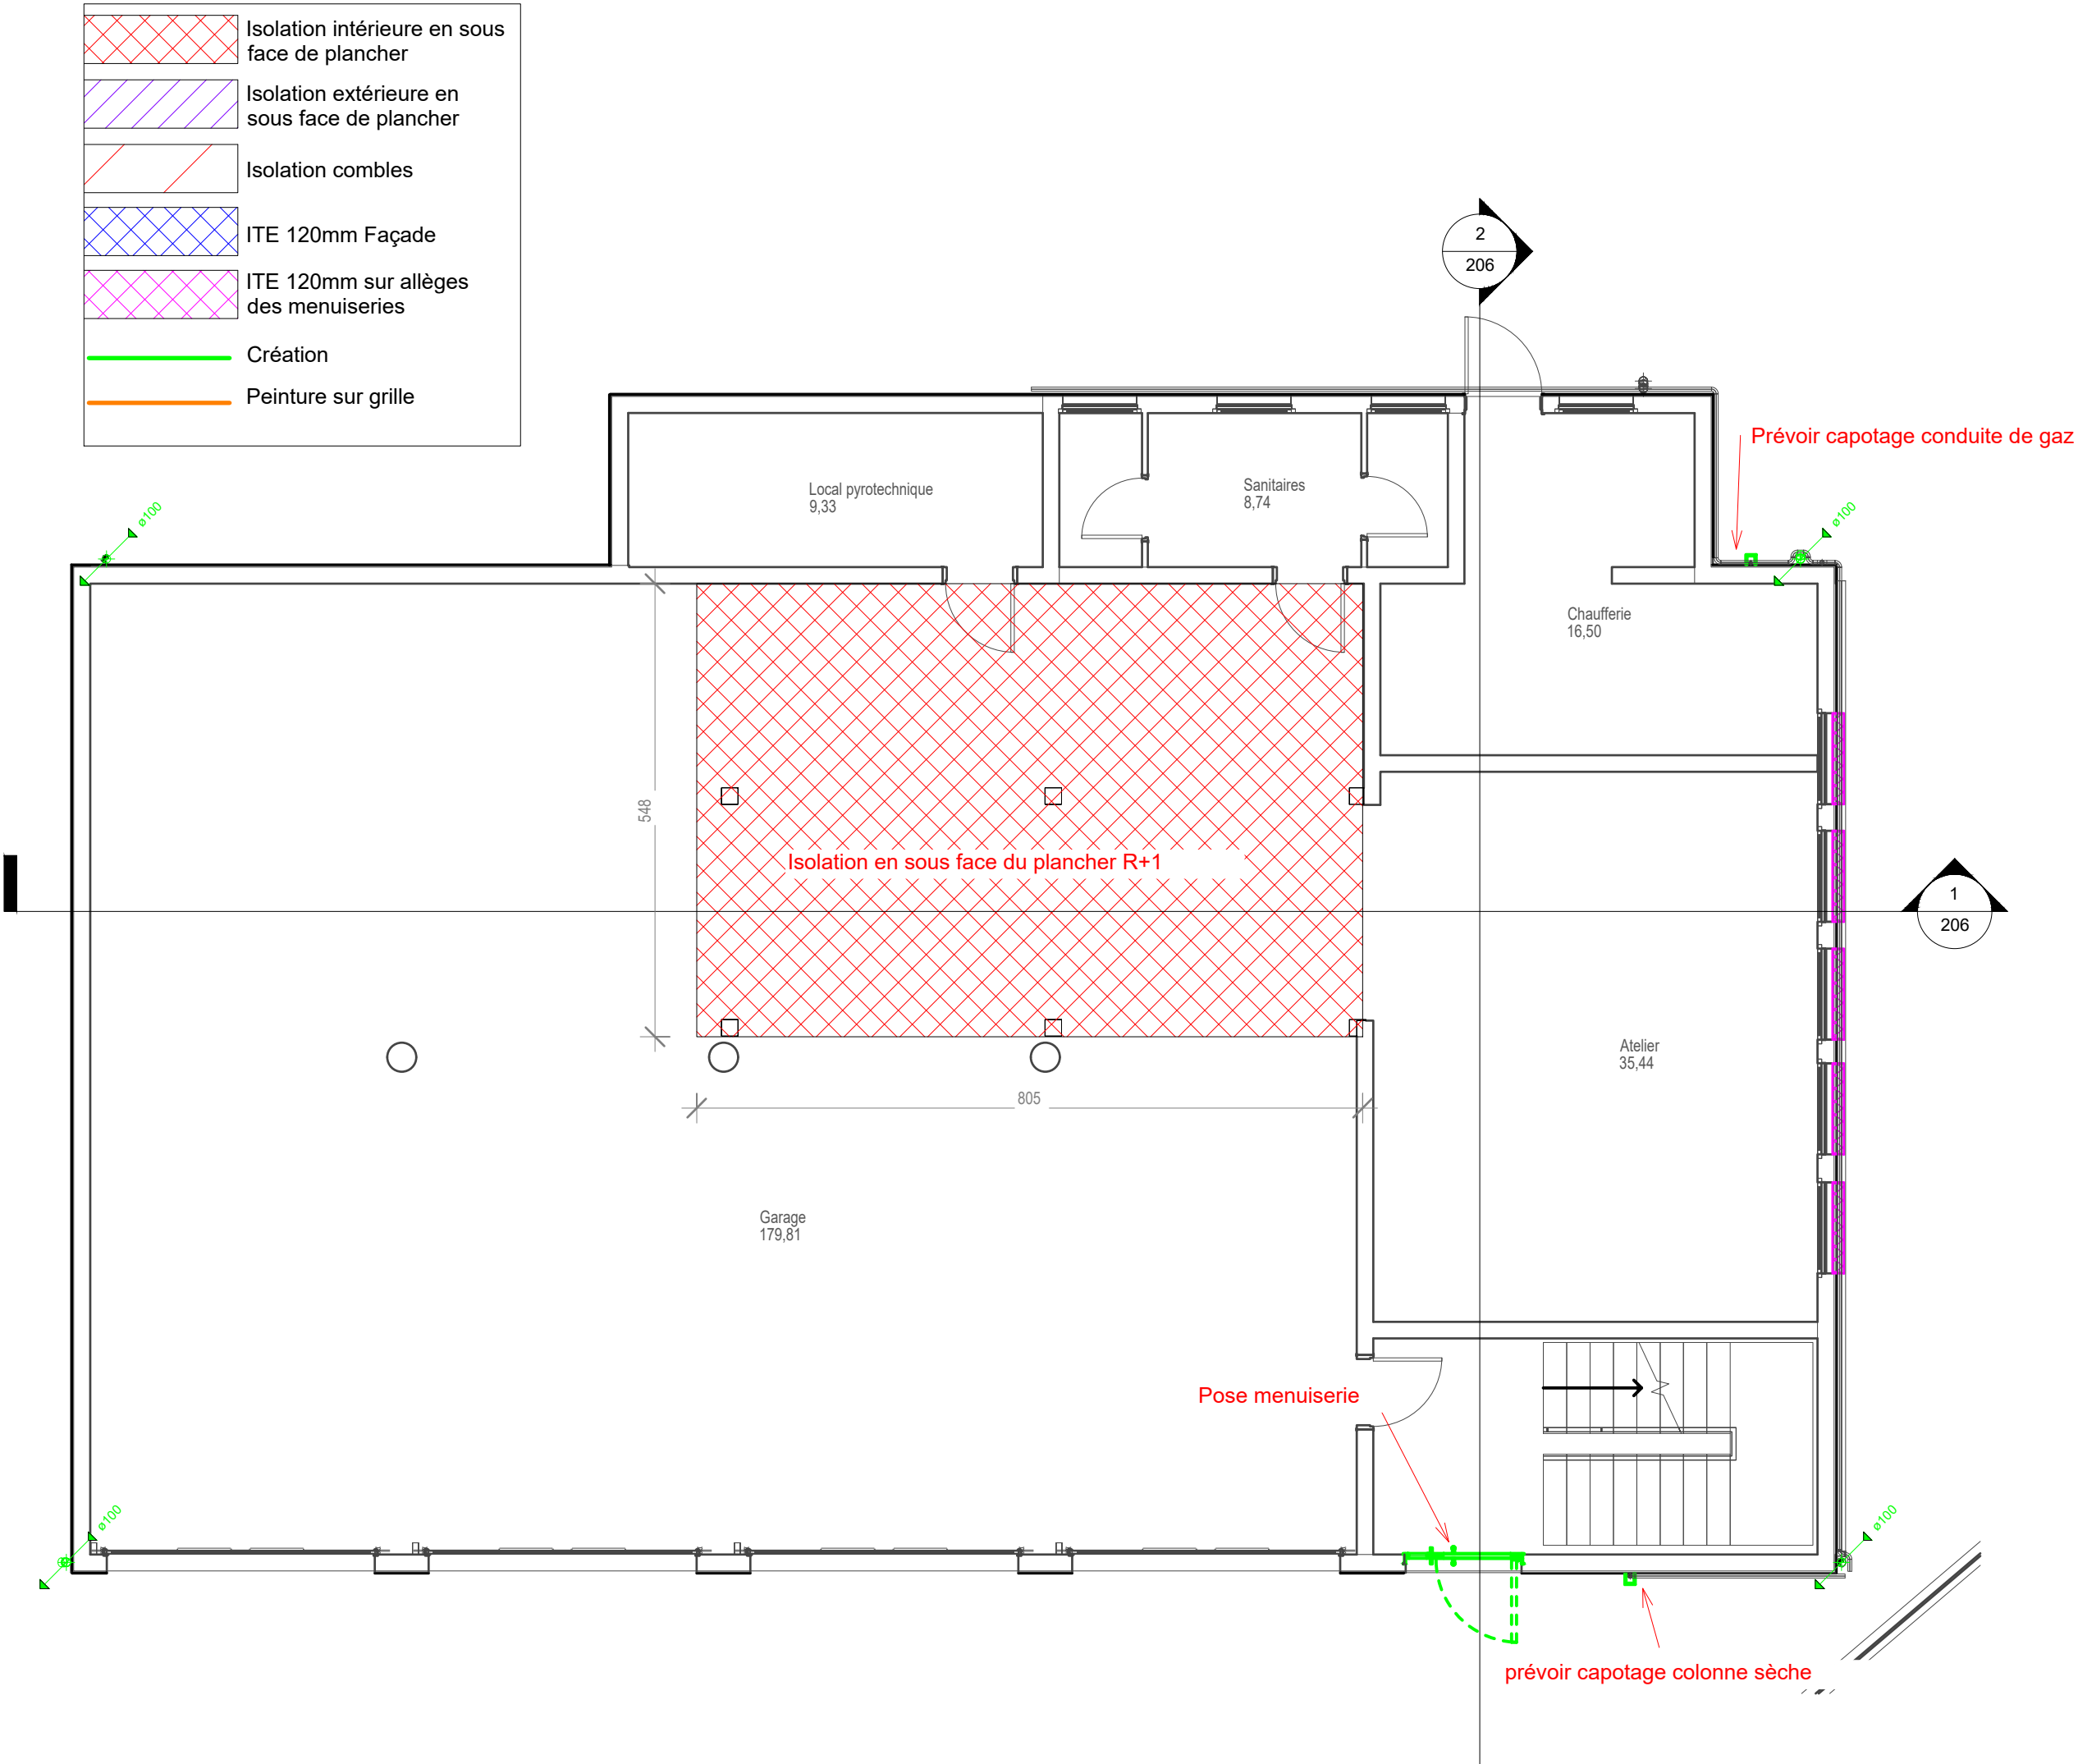 Isolation intérieure en sous
face de plancher
Isolation extérieure en
sous face de plancher
Isolation combles
ITE 120mm Façade
ITE 120mm sur allèges
des menuiseries
Création
Peinture sur grille
2
206
Prévoir capotage conduite de gaz
Local pyrotechnique
9,33
Sanitaires
8,74
ø100
ø100
Chaufferie
16,50
548
Isolation en sous face du plancher R+1
1
206
Atelier
35,44
805
Garage
179,81
Pose menuiserie
ø100
ø100
prévoir capotage colonne sèche